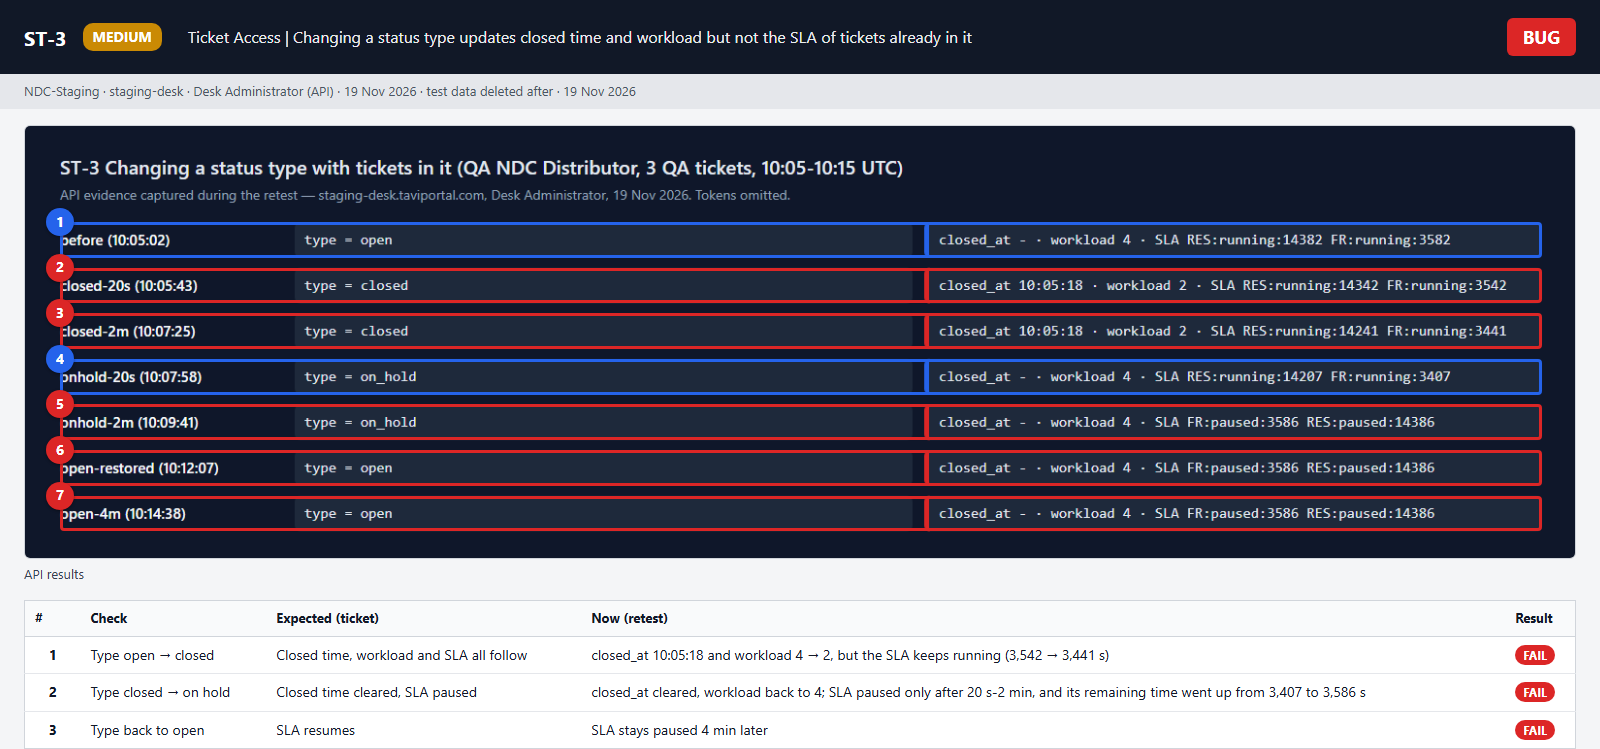 ST-3 MEDIUM Ticket Access | Changing a status type updates closed time and workload but not the SLA of tickets already in it BUG
NDC-Staging · staging-desk · Desk Administrator (API) · 19 Nov 2026 · test data deleted after · 19 Nov 2026
ST-3 Changing a status type with tickets in it (QA NDC Distributor, 3 QA tickets, 10:05-10:15 UTC)
API evidence captured during the retest — staging-desk.taviportal.com, Desk Administrator, 19 Nov 2026. Tokens omitted.
1
before (10:05:02) type = open closed_at - · workload 4 · SLA RES:running:14382 FR:running:3582
2
closed-20s (10:05:43) type = closed closed_at 10:05:18 · workload 2 · SLA RES:running:14342 FR:running:3542
3
closed-2m (10:07:25) type = closed closed_at 10:05:18 · workload 2 · SLA RES:running:14241 FR:running:3441
4
onhold-20s (10:07:58) type = on_hold closed_at - · workload 4 · SLA RES:running:14207 FR:running:3407
5
onhold-2m (10:09:41) type = on_hold closed_at - · workload 4 · SLA FR:paused:3586 RES:paused:14386
6
open-restored (10:12:07) type = open closed_at - · workload 4 · SLA FR:paused:3586 RES:paused:14386
7
open-4m (10:14:38) type = open closed_at - · workload 4 · SLA FR:paused:3586 RES:paused:14386
API results
# Check Expected (ticket) Now (retest) Result
1 Type open → closed Closed time, workload and SLA all follow closed_at 10:05:18 and workload 4 → 2, but the SLA keeps running (3,542 → 3,441 s) FAIL
2 Type closed → on hold Closed time cleared, SLA paused closed_at cleared, workload back to 4; SLA paused only after 20 s-2 min, and its remaining time went up from 3,407 to 3,586 s FAIL
3 Type back to open SLA resumes SLA stays paused 4 min later FAIL